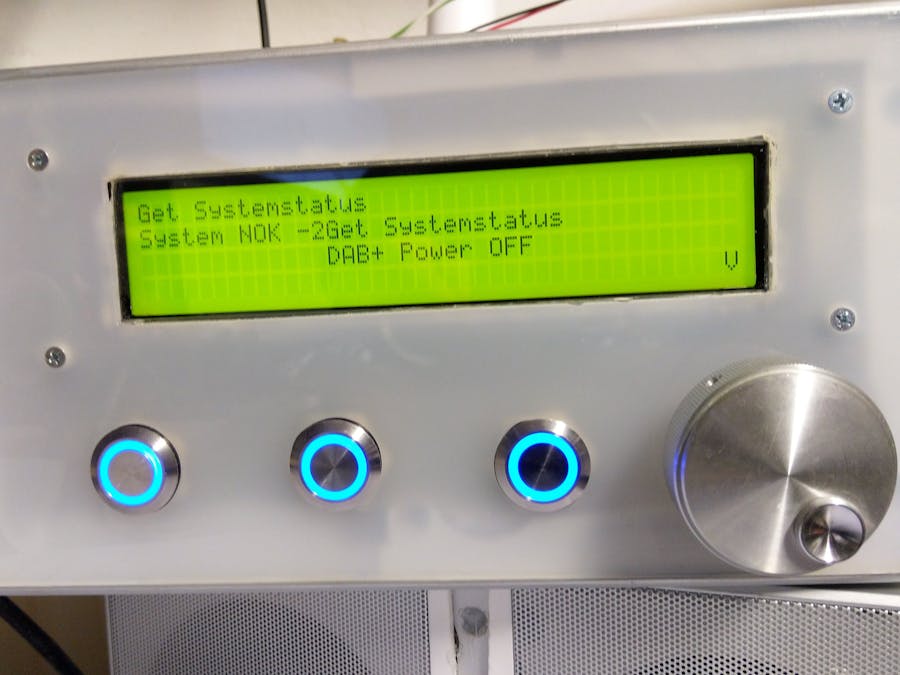 Get Systemstatus
System NOK -2Get Systemstatus
DAB+ Power OFF
V